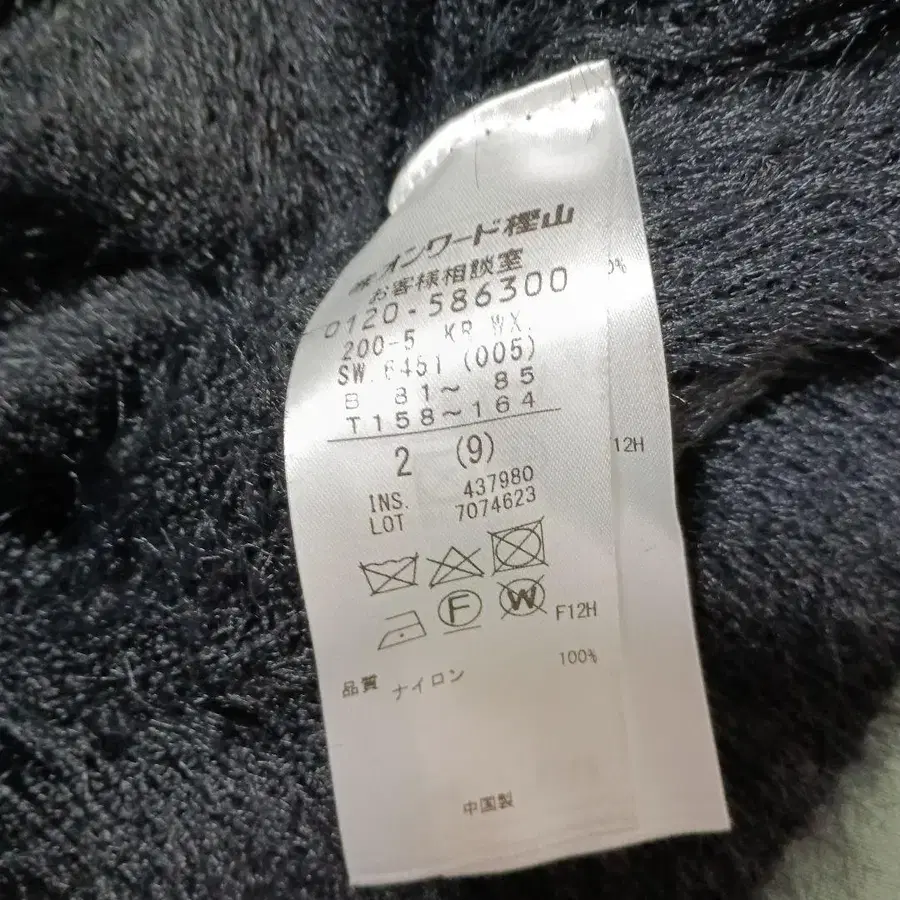 ㈱オンワード樫山
お客様相談室
0120-586300
200-5 KR WX.
SW 6451 (005)
B 81～ 85
T158～164
2 (9)
INS. 437980
LOT 7074623
F
W
F12H
品質 ナイロン 100%
中国製
0%
12H